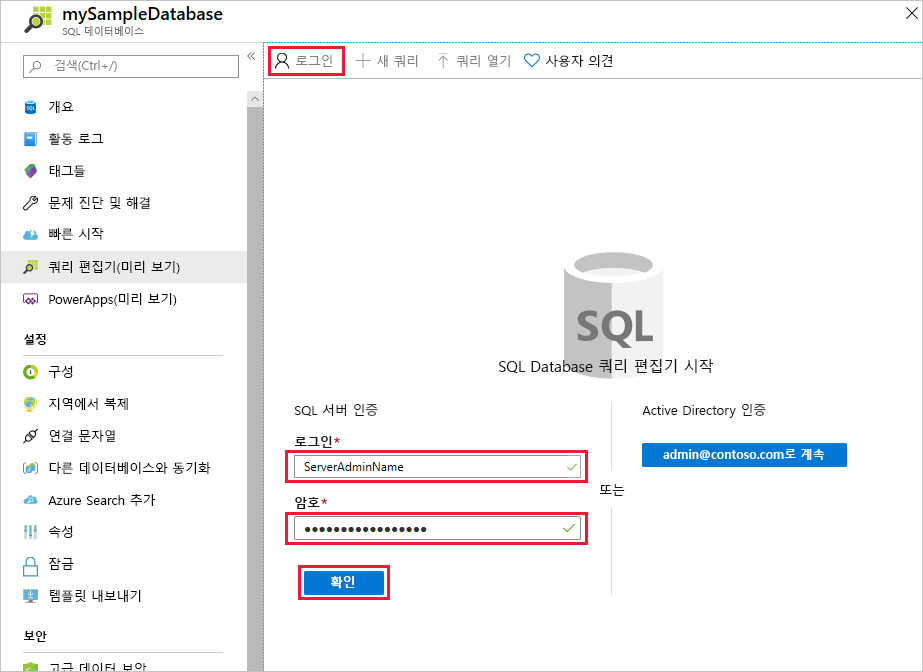 mySampleDatabase
SQL 데이터베이스
검색(Ctrl+/)
개요
활동 로그
태그들
문제 진단 및 해결
빠른 시작
쿼리 편집기(미리 보기)
PowerApps(미리 보기)
설정
구성
지역에서 복제
연결 문자열
다른 데이터베이스와 동기화
Azure Search 추가
속성
잠금
템플릿 내보내기
보안
고급 데이터 보안
로그인
새 쿼리
쿼리 열기
사용자 의견
SQL
SQL Database 쿼리 편집기 시작
SQL 서버 인증
로그인*
ServerAdminName
암호*
●●●●●●●●●●●●●●●●●
확인
또는
Active Directory 인증
admin@contoso.com로 계속